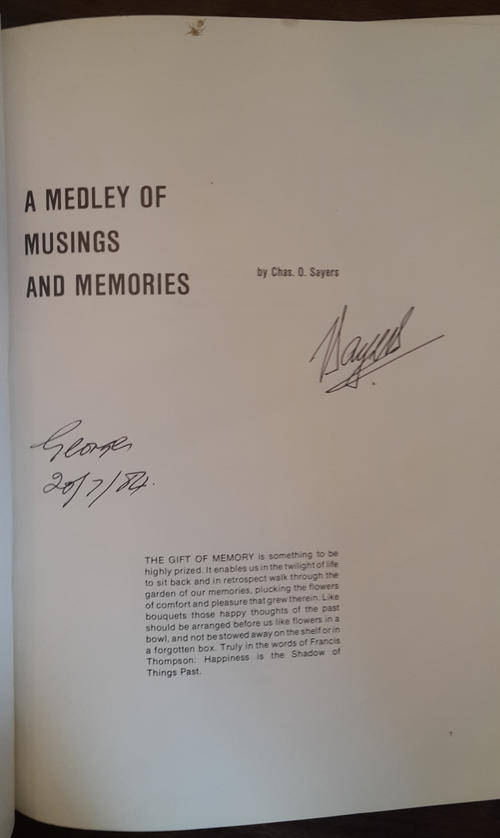 A MEDLEY OF
MUSINGS
AND MEMORIES
by Chas. O. Sayers
Sayers
George
20/7/84.
THE GIFT OF MEMORY is something to be
highly prized. It enables us in the twilight of life
to sit back and in retrospect walk through the
garden of our memories, plucking the flowers
of comfort and pleasure that grew therein. Like
bouquets those happy thoughts of the past
should be arranged before us like flowers in a
bowl, and not be stowed away on the shelf or in
a forgotten box. Truly in the words of Francis
Thompson: Happiness is the Shadow of
Things Past.